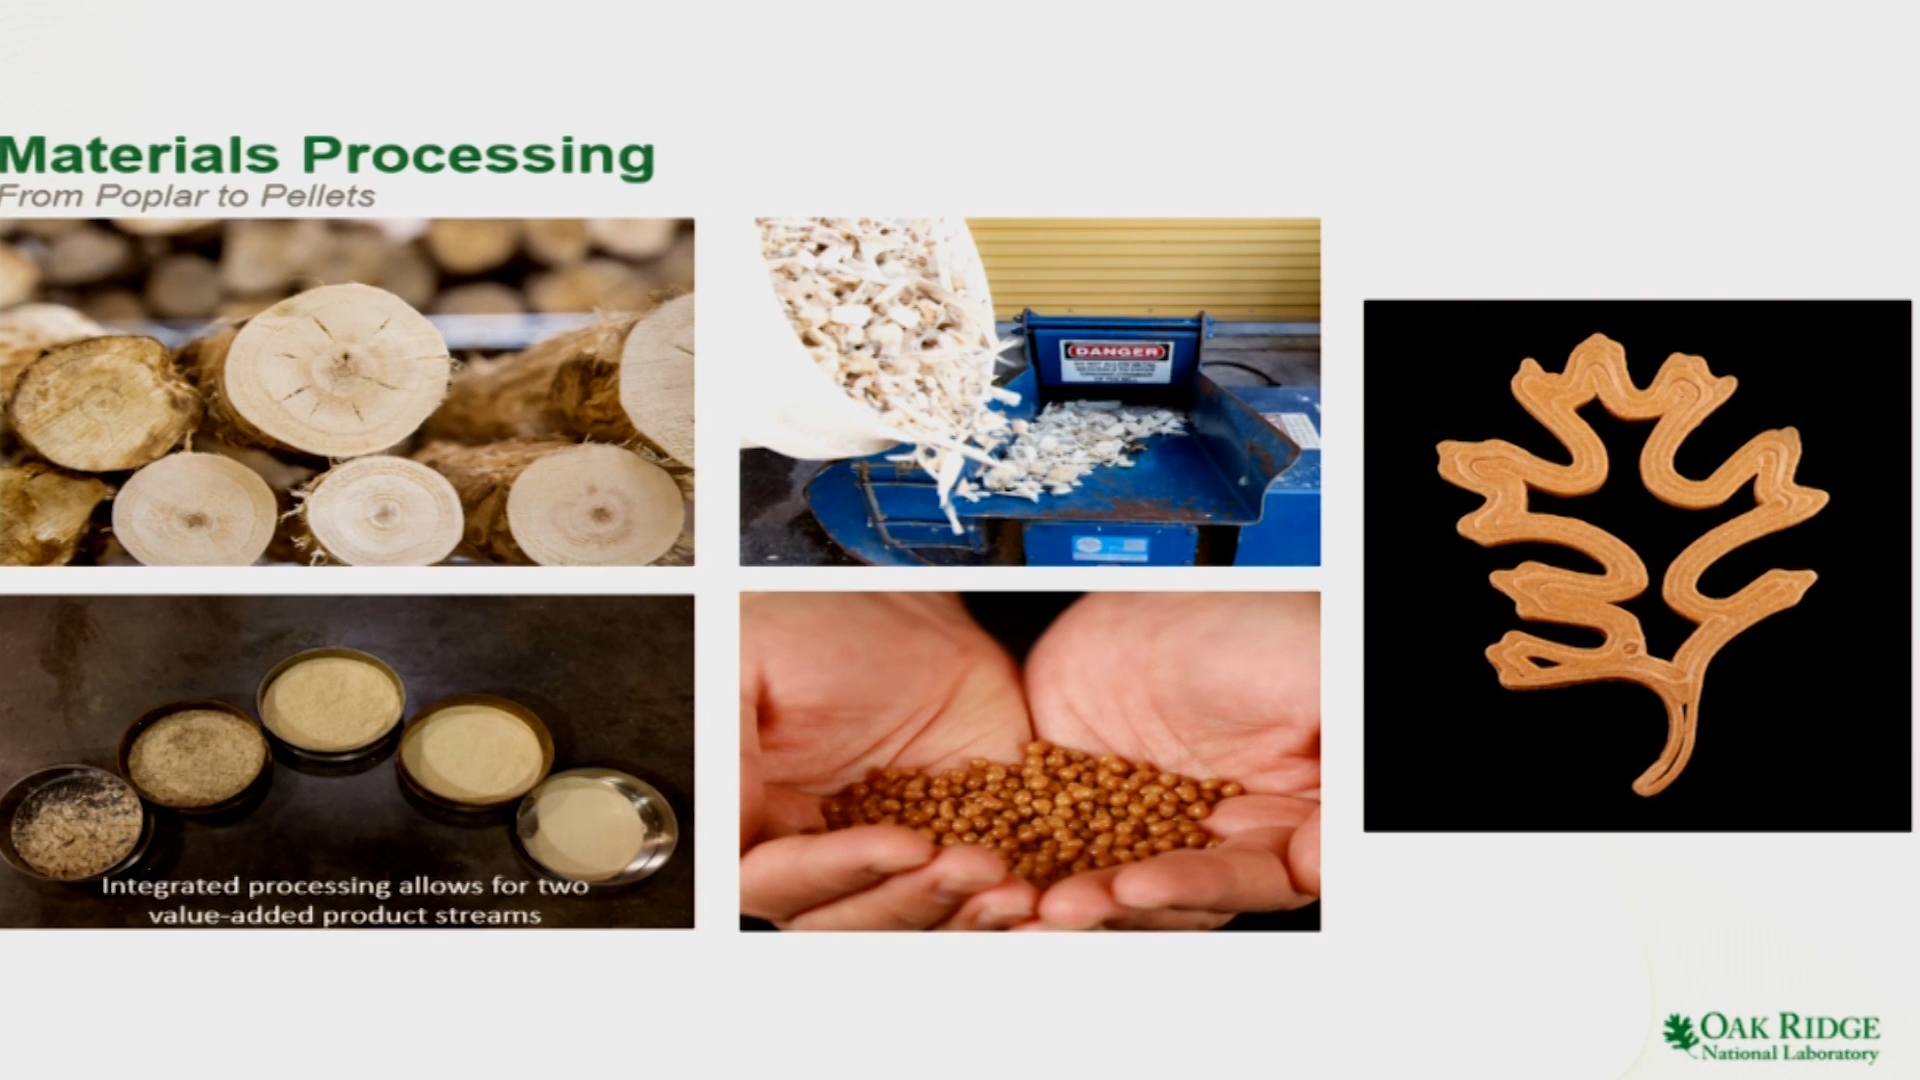 Materials Processing
From Poplar to Pellets
DANGER
Integrated processing allows for two
value-added product streams
OAK RIDGE
National Laboratory